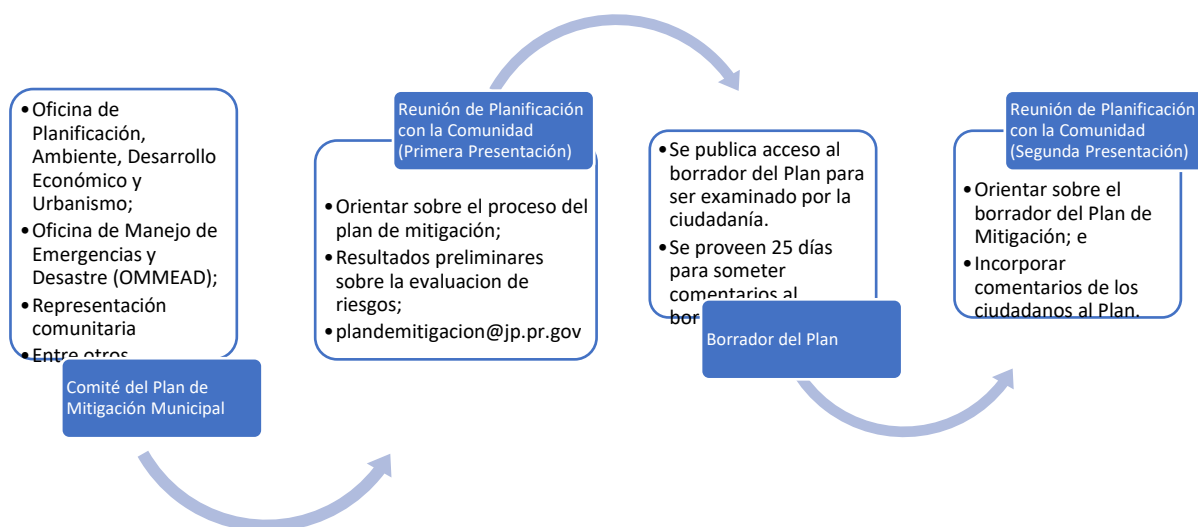 • Oficina de
Planificación,
Ambiente, Desarrollo
Económico y
Urbanismo;
• Oficina de Manejo de
Emergencias y
Desastre (OMMEAD);
• Representación
comunitaria
• Entre otros
Comité del Plan de
Mitigación Municipal
Reunión de Planificación
con la Comunidad
(Primera Presentación)
• Orientar sobre el proceso del
plan de mitigación;
• Resultados preliminares
sobre la evaluacion de
riesgos;
• plandemitigacion@jp.pr.gov
• Se publica acceso al
borrador del Plan para
ser examinado por la
ciudadanía.
• Se proveen 25 días
para someter
comentarios al
Borrador del Plan
Reunión de Planificación
con la Comunidad
(Segunda Presentación)
• Orientar sobre el
borrador del Plan de
Mitigación; e
• Incorporar
comentarios de los
ciudadanos al Plan.